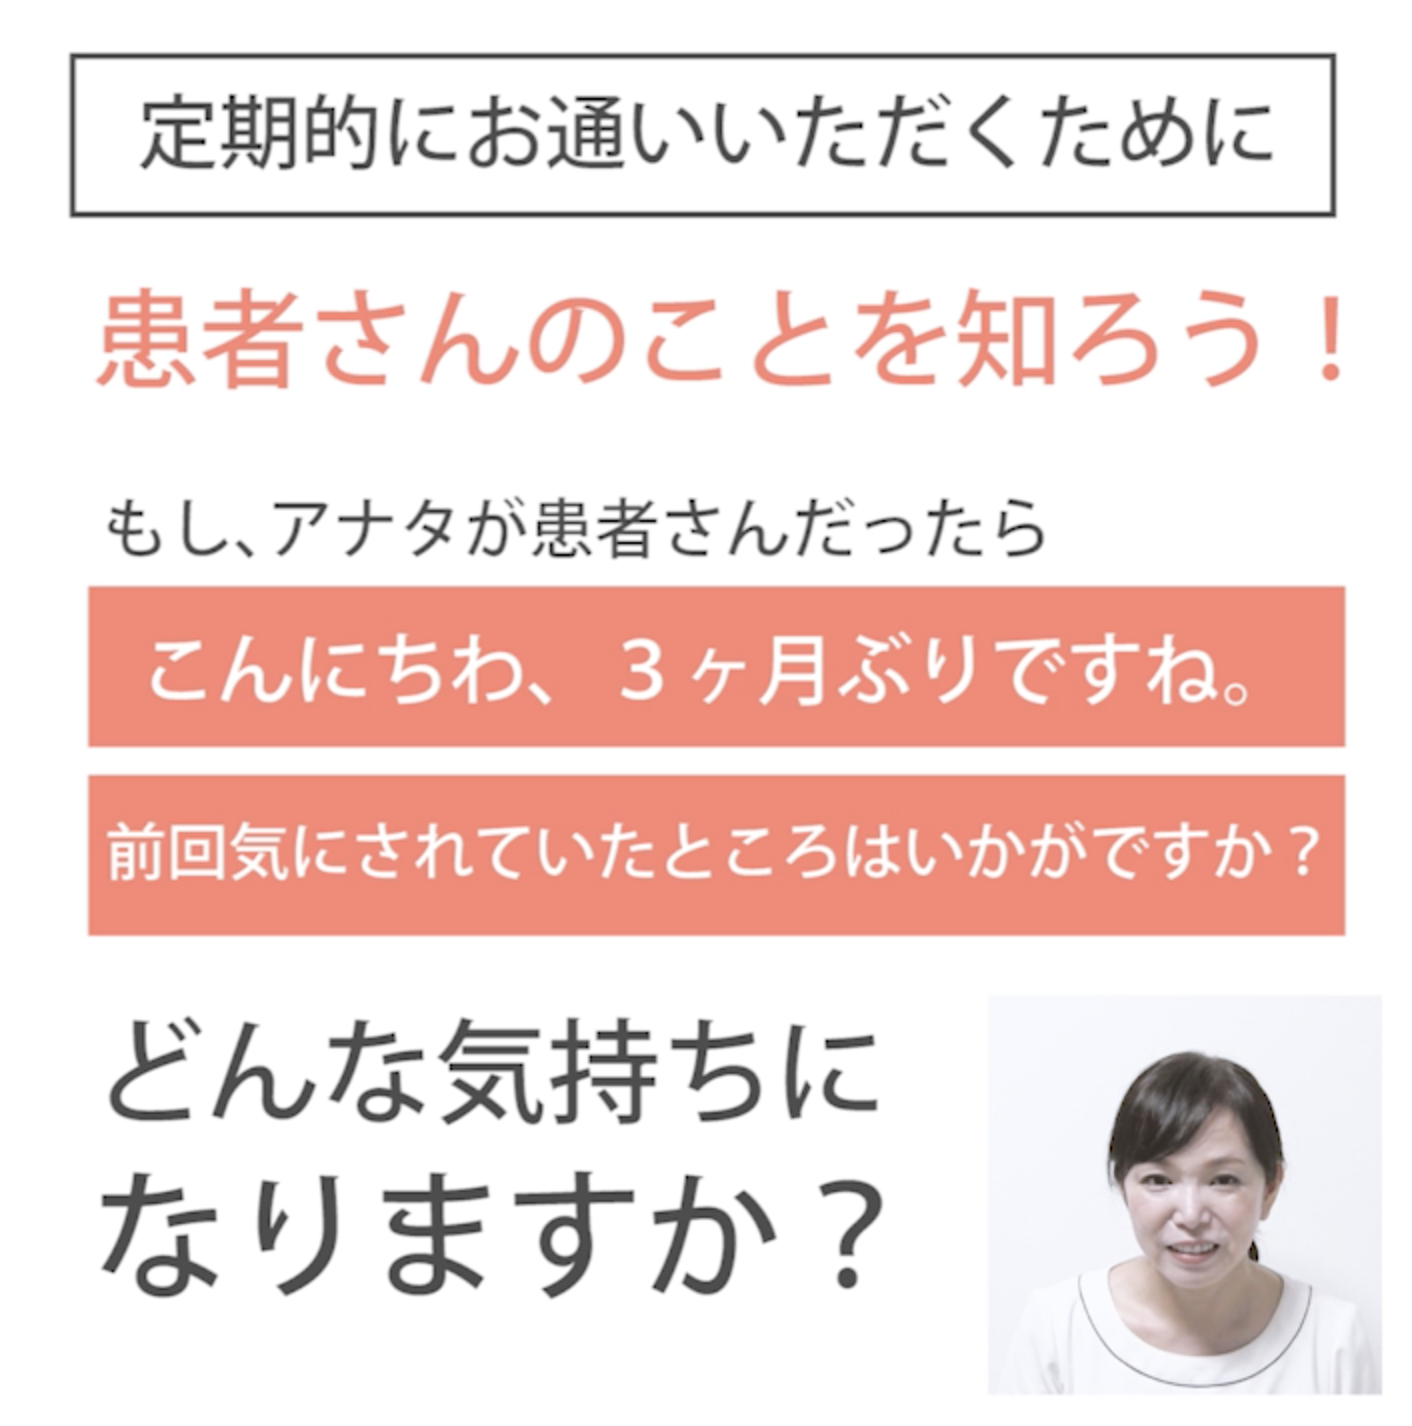 定期的にお通いいただくために
患者さんのことを知ろう！
もし、アナタが患者さんだったら
こんにちわ、３ヶ月ぶりですね。
前回気にされていたところはいかがですか？
どんな気持ちに
なりますか？